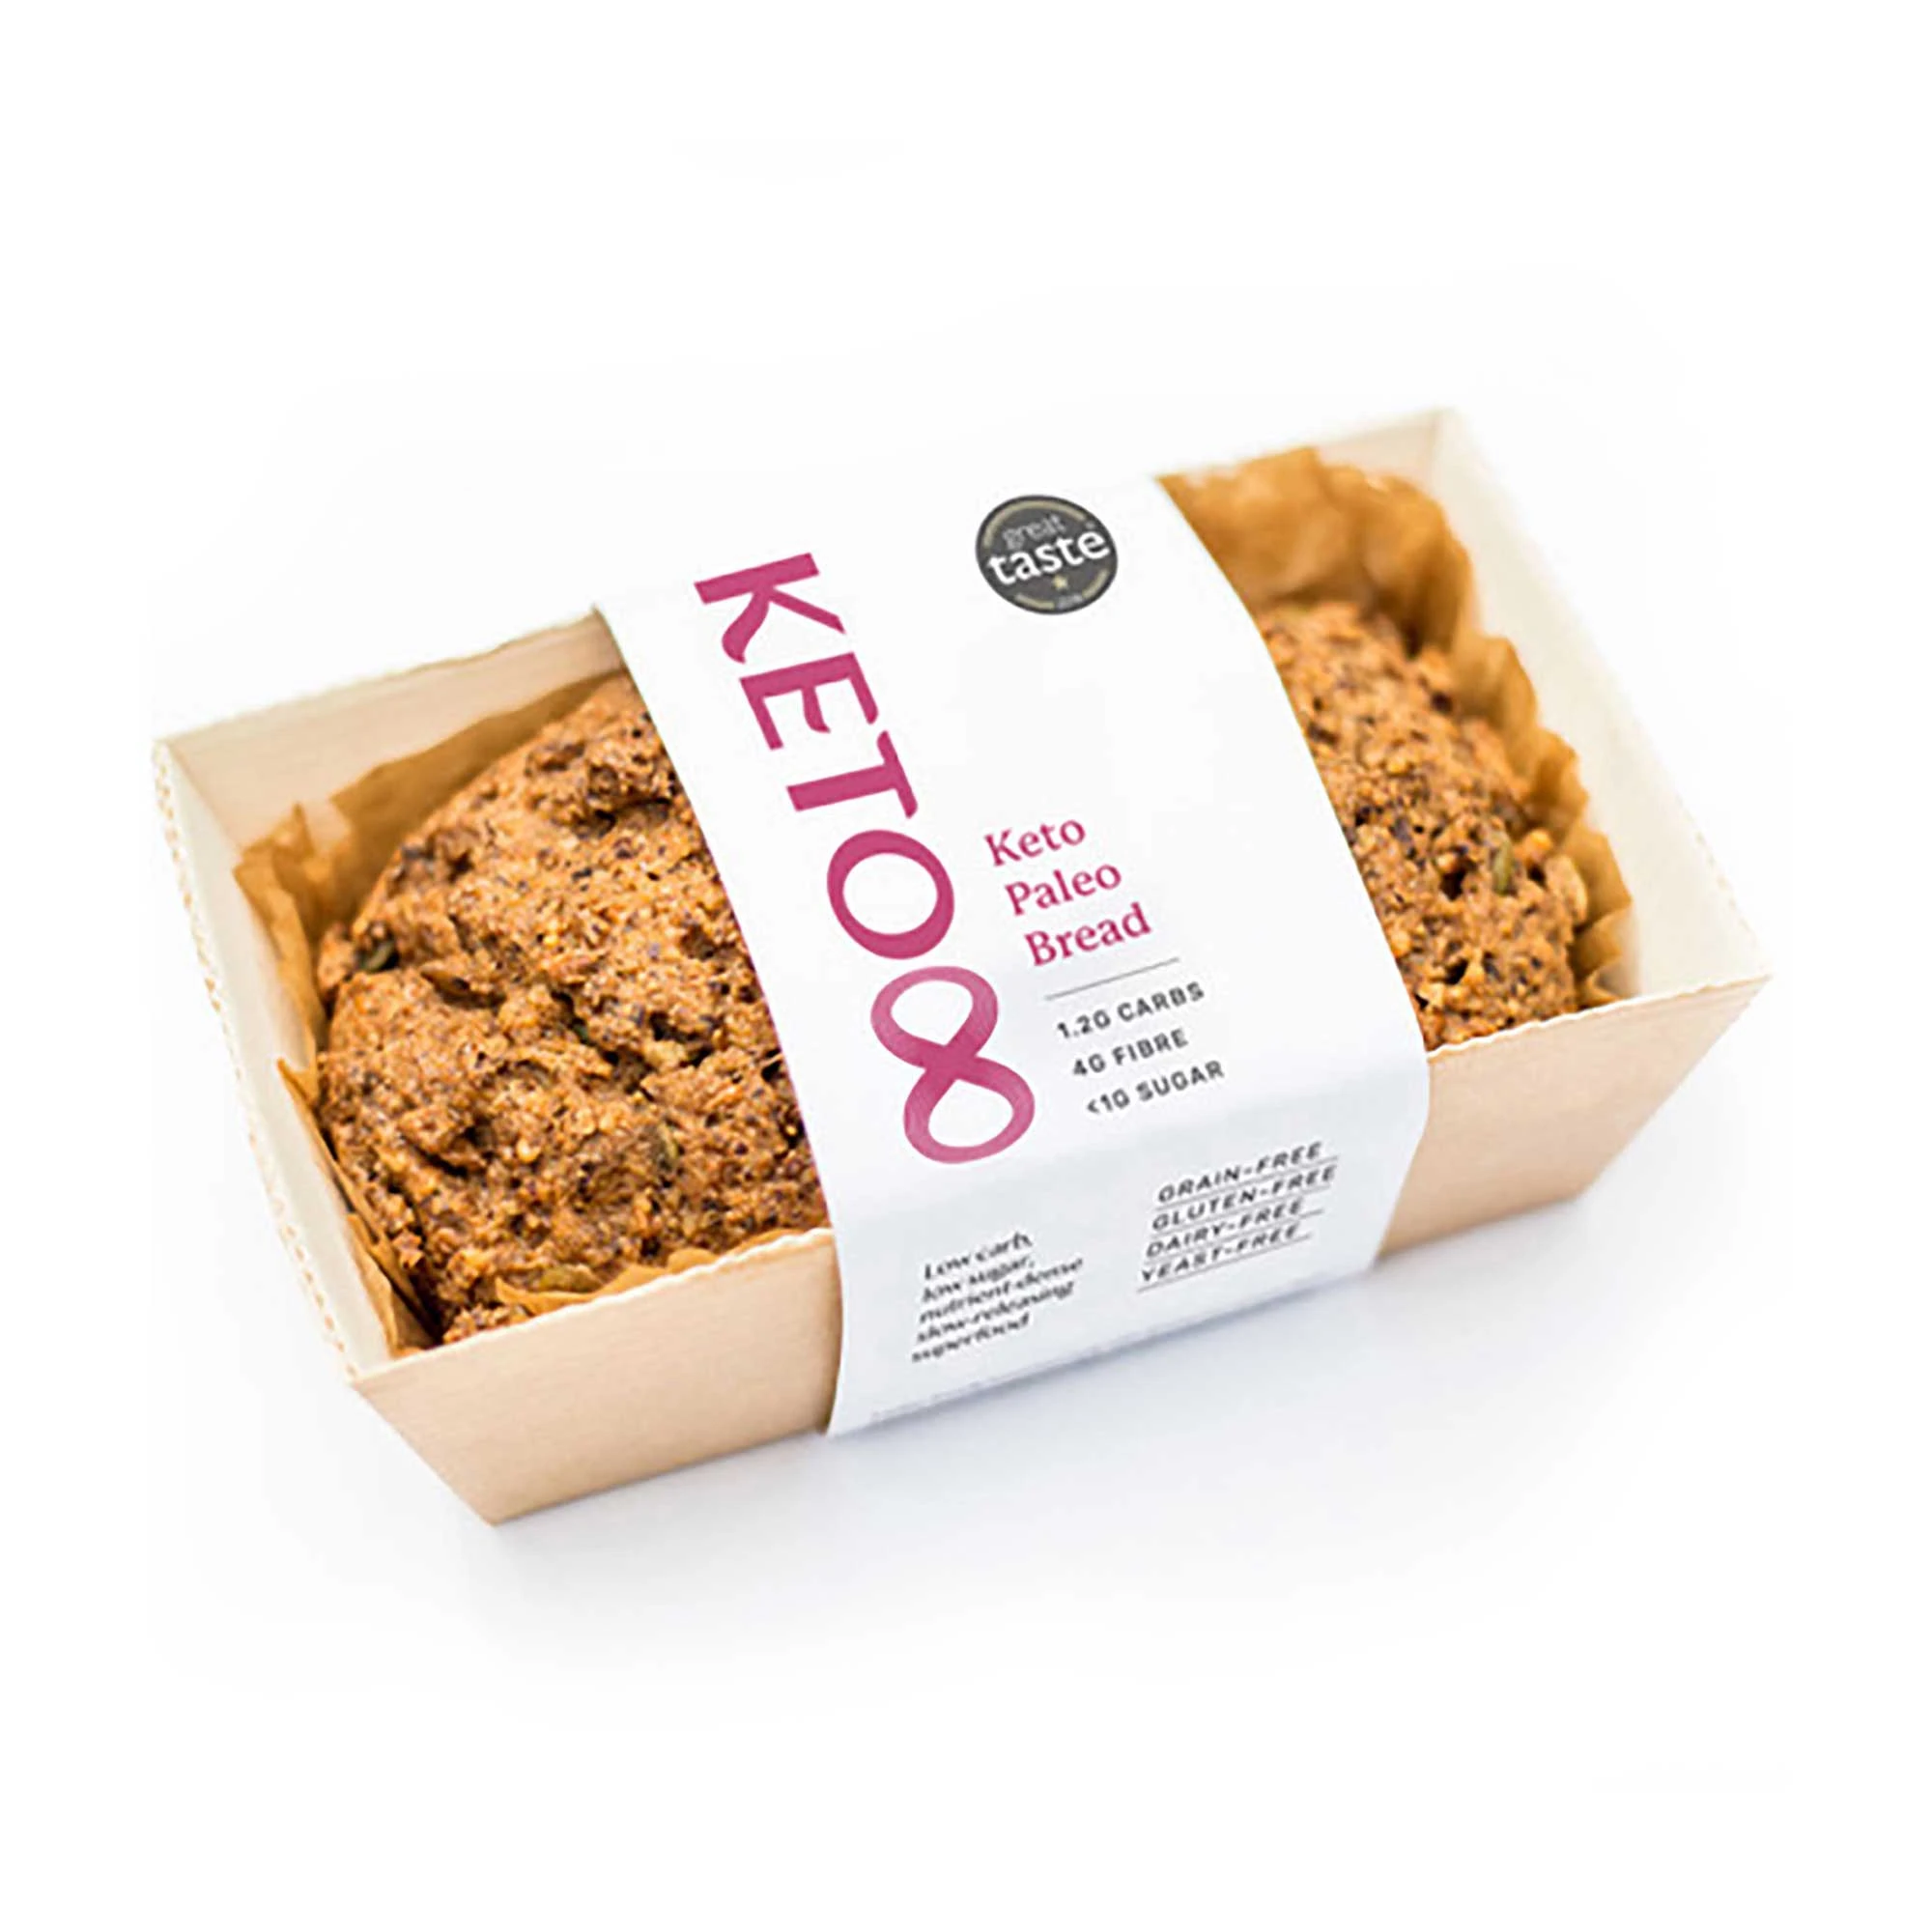 great
taste
KETO8
Keto
Paleo
Bread
1.2G CARBS
4G FIBRE
<1G SUGAR
GRAIN-FREE
GLUTEN-FREE
DAIRY-FREE
YEAST-FREE
Low carb,
low sugar,
nutrient-dense
slow-releasing
superfood